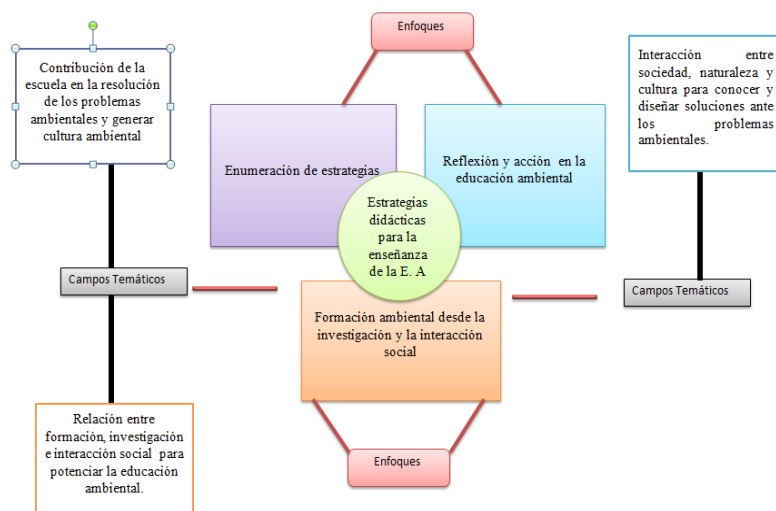 Enfoques
Contribución de la
escuela en la resolución
de los problemas
ambientales y generar
cultura ambiental
Interacción entre
sociedad, naturaleza y
cultura para conocer y
diseñar soluciones ante
los problemas
ambientales.
Enumeración de estrategias
Reflexión y acción en la
educación ambiental
Estrategias
didácticas
para la
enseñanza
de la E. A
Campos Temáticos
Campos Temáticos
Formación ambiental desde la
investigación y la interacción
social
Relación entre
formación, investigación
e interacción social para
potenciar la educación
ambiental.
Enfoques